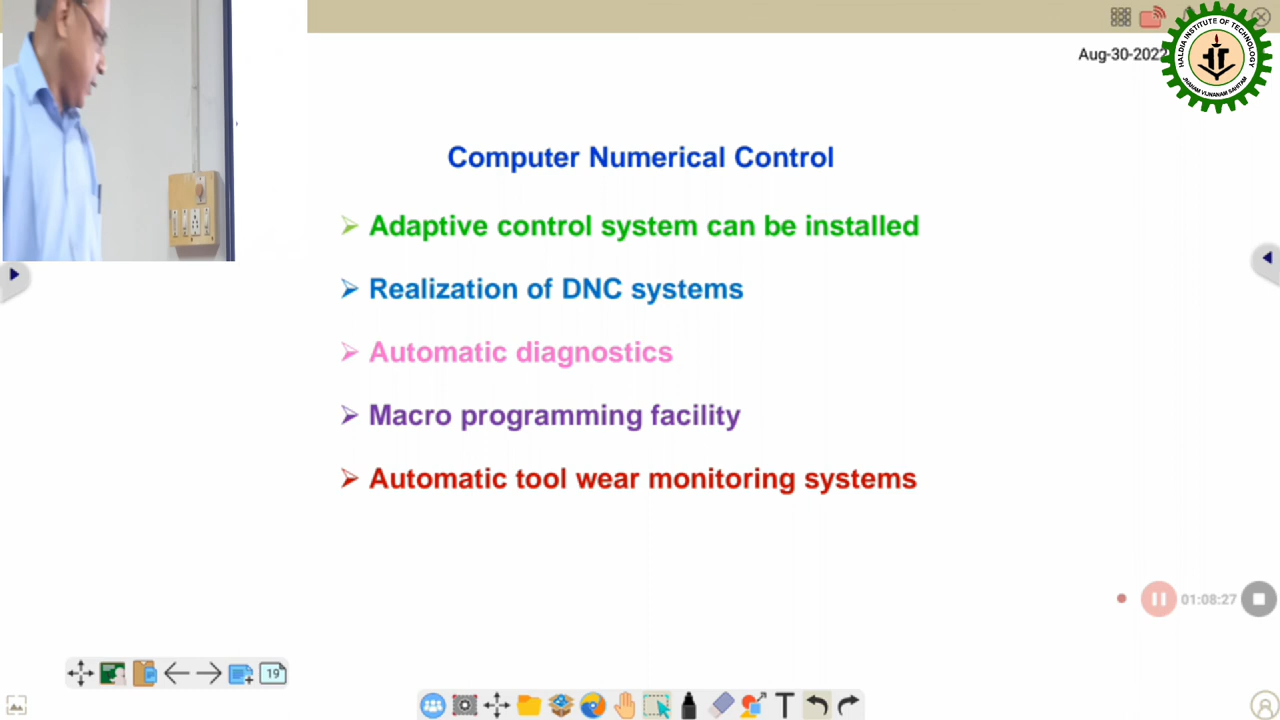 Aug-30-2022
HALDIA INSTITUTE OF TECHNOLOGY
Computer Numerical Control
Adaptive control system can be installed
Realization of DNC systems
Automatic diagnostics
Macro programming facility
Automatic tool wear monitoring systems
01:08:27
19